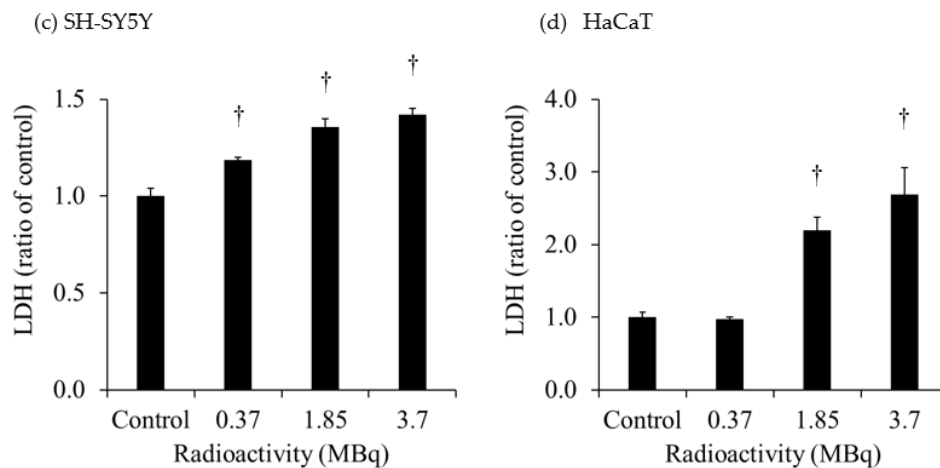 (c) SH-SY5Y
LDH (ratio of control)
1.5
1.0
0.5
0.0
†
†
†
Control 0.37 1.85 3.7
Radioactivity (MBq)
(d) HaCaT
LDH (ratio of control)
4.0
3.0
2.0
1.0
0.0
†
†
Control 0.37 1.85 3.7
Radioactivity (MBq)